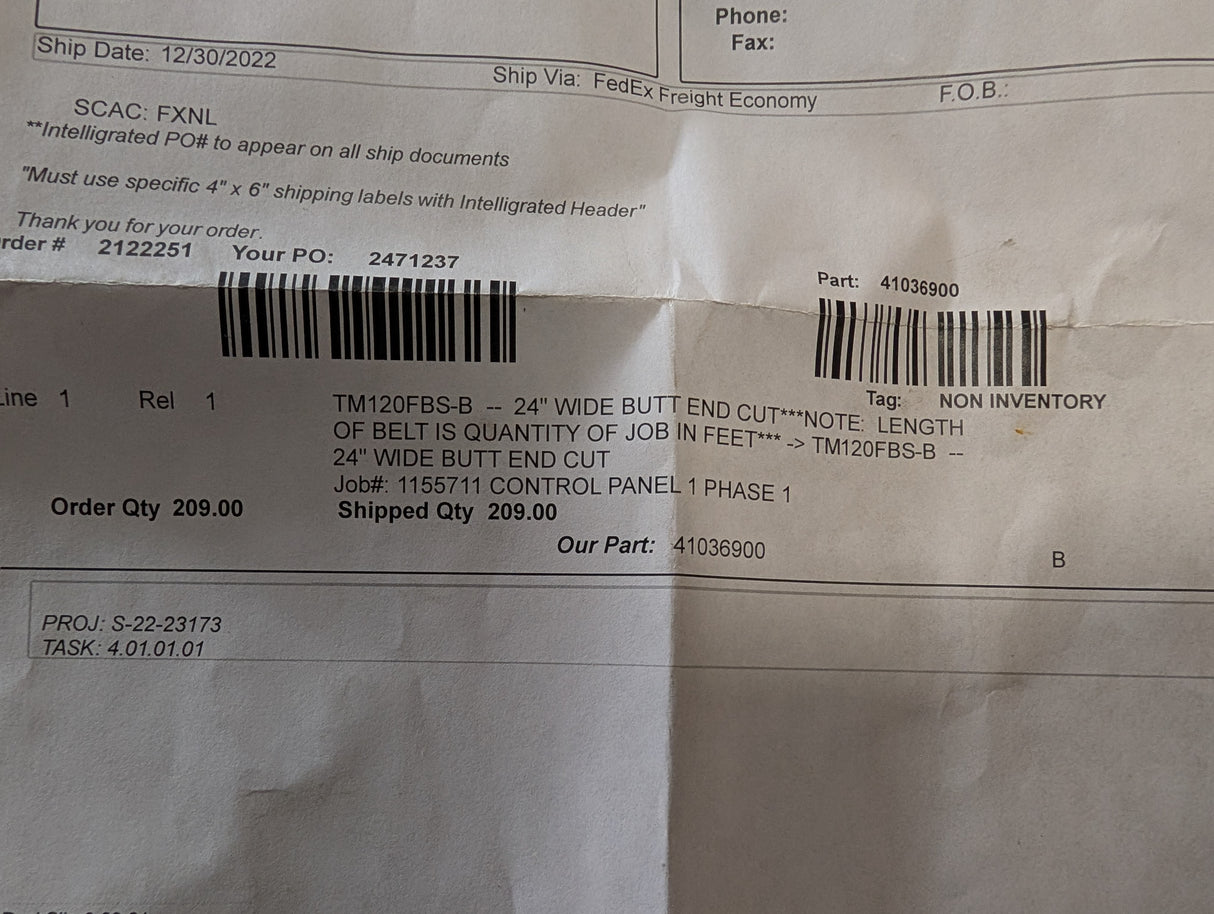 Phone:
Fax:
Ship Date: 12/30/2022
Ship Via: FedEx Freight Economy
F.O.B.:
SCAC: FXNL
**Intelligrated PO# to appear on all ship documents
"Must use specific 4" x 6" shipping labels with Intelligrated Header"
Thank you for your order.
rder # 2122251 Your PO: 2471237
Part: 41036900
Tag: NON INVENTORY
Line 1 Rel 1
TM120FBS-B -- 24" WIDE BUTT END CUT***NOTE: LENGTH
OF BELT IS QUANTITY OF JOB IN FEET*** -> TM120FBS-B --
24" WIDE BUTT END CUT
Job#: 1155711 CONTROL PANEL 1 PHASE 1
Order Qty 209.00 Shipped Qty 209.00
Our Part: 41036900
B
PROJ: S-22-23173
TASK: 4.01.01.01